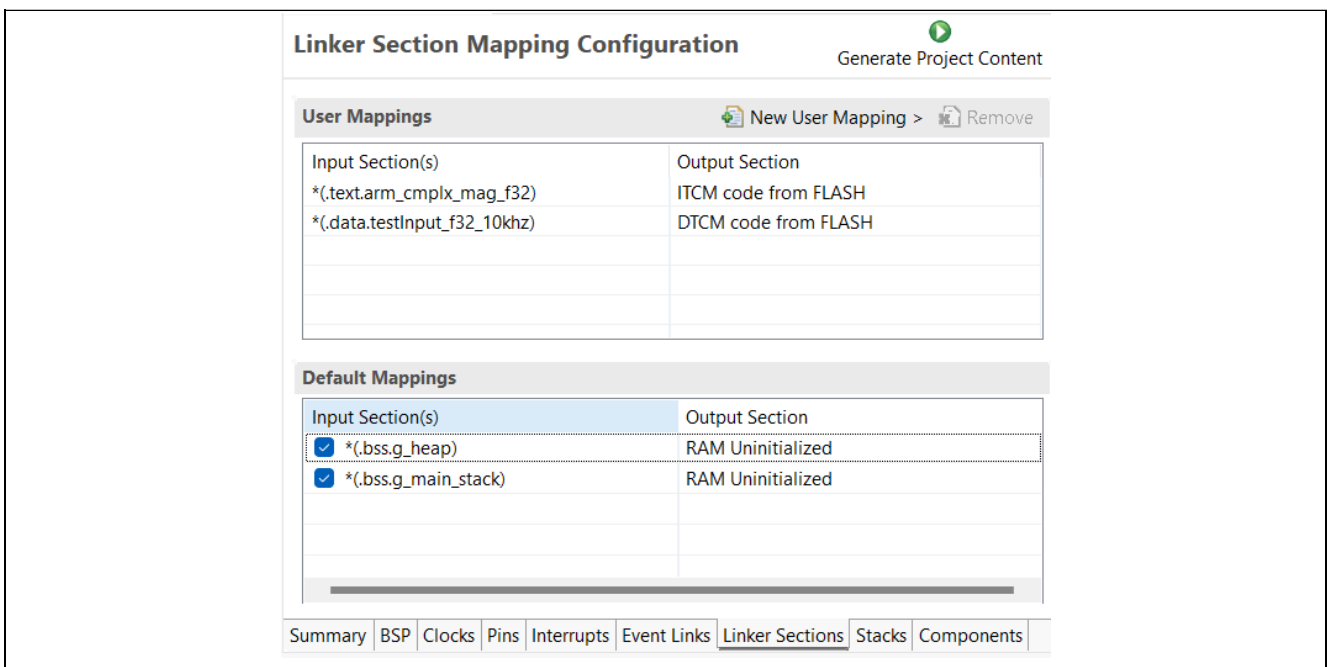 Linker Section Mapping Configuration
Generate Project Content
User Mappings
New User Mapping >
Remove
Input Section(s) Output Section
*(.text.arm_cmplx_mag_f32) ITCM code from FLASH
*(.data.testInput_f32_10khz) DTCM code from FLASH
Default Mappings
Input Section(s) Output Section
*(.bss.g_heap) RAM Uninitialized
*(.bss.g_main_stack) RAM Uninitialized
Summary BSP Clocks Pins Interrupts Event Links Linker Sections Stacks Components